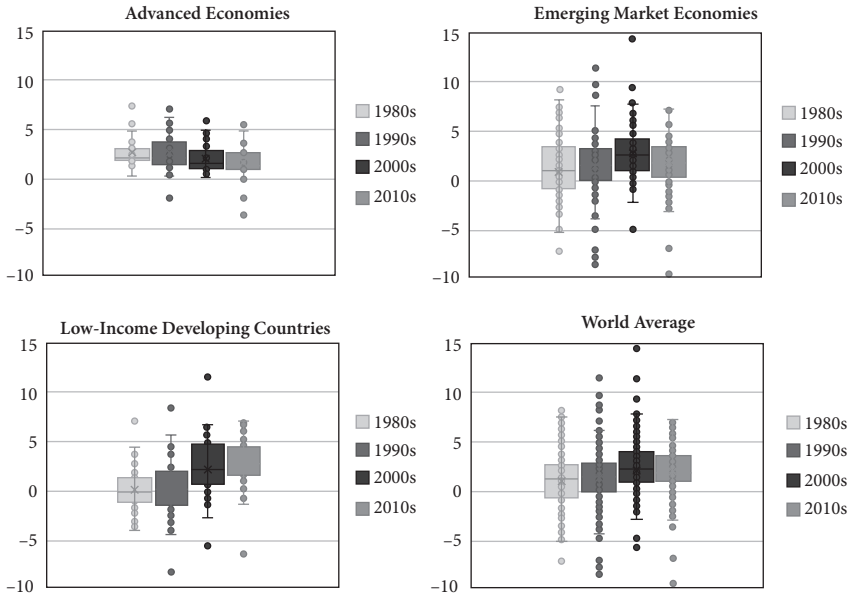 Advanced Economies
15
10
5
0
–5
–10
1980s
1990s
2000s
2010s
Emerging Market Economies
15
10
5
0
–5
–10
1980s
1990s
2000s
2010s
Low-Income Developing Countries
15
10
5
0
–5
–10
1980s
1990s
2000s
2010s
World Average
15
10
5
0
–5
–10
1980s
1990s
2000s
2010s